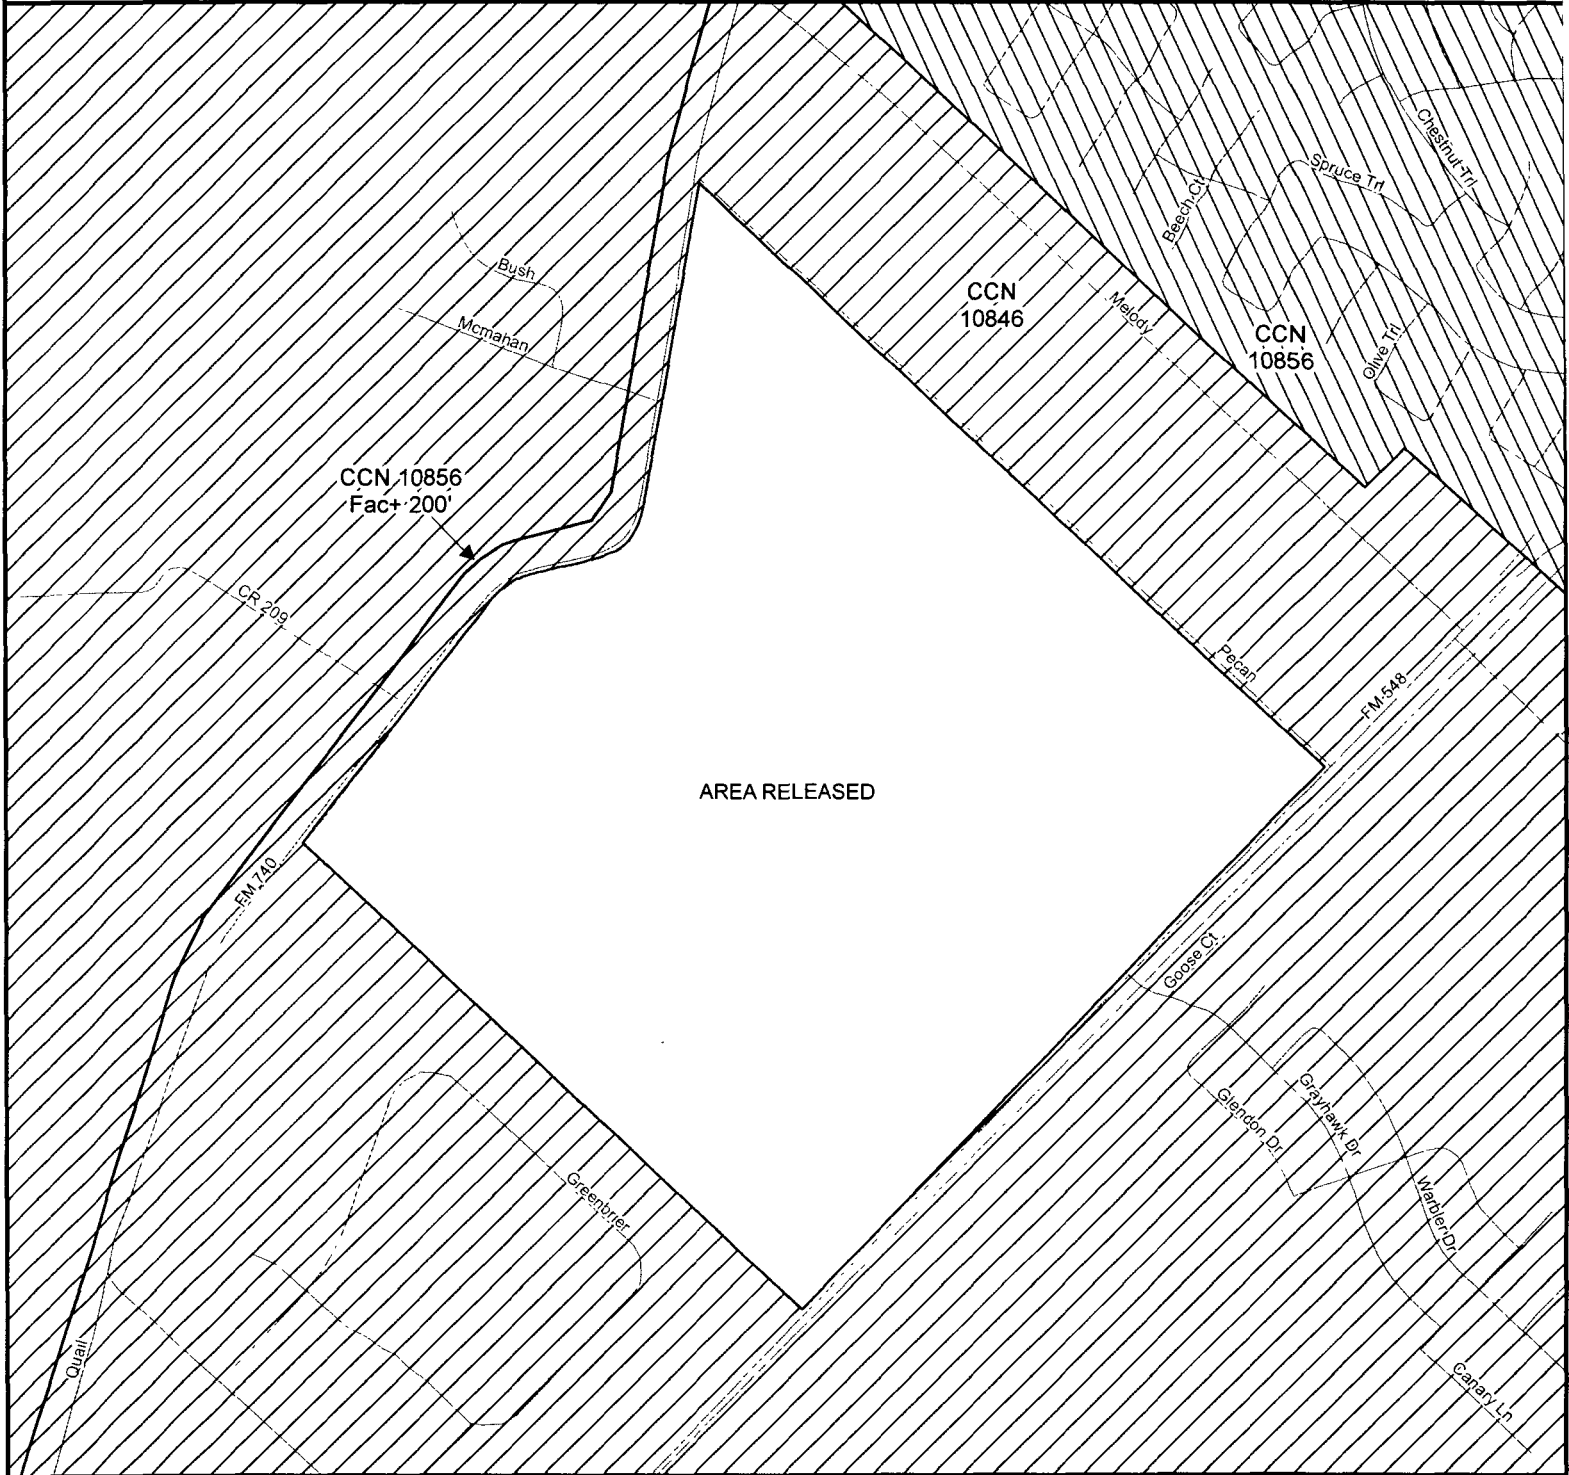 Chestnut Trl
Spruce Trl
Beech Ct
Bush
CCN
10846
Melody
Mcmahan
CCN
10856
Olive Trl
CCN 10856
Fac+ 200'
CR 209
Pecan
FM 548
AREA RELEASED
FM 740
Goose Ct
Grayhawk Dr
Glendon Dr
Greenbrier
Warbler Dr
Quail
Canary Ln